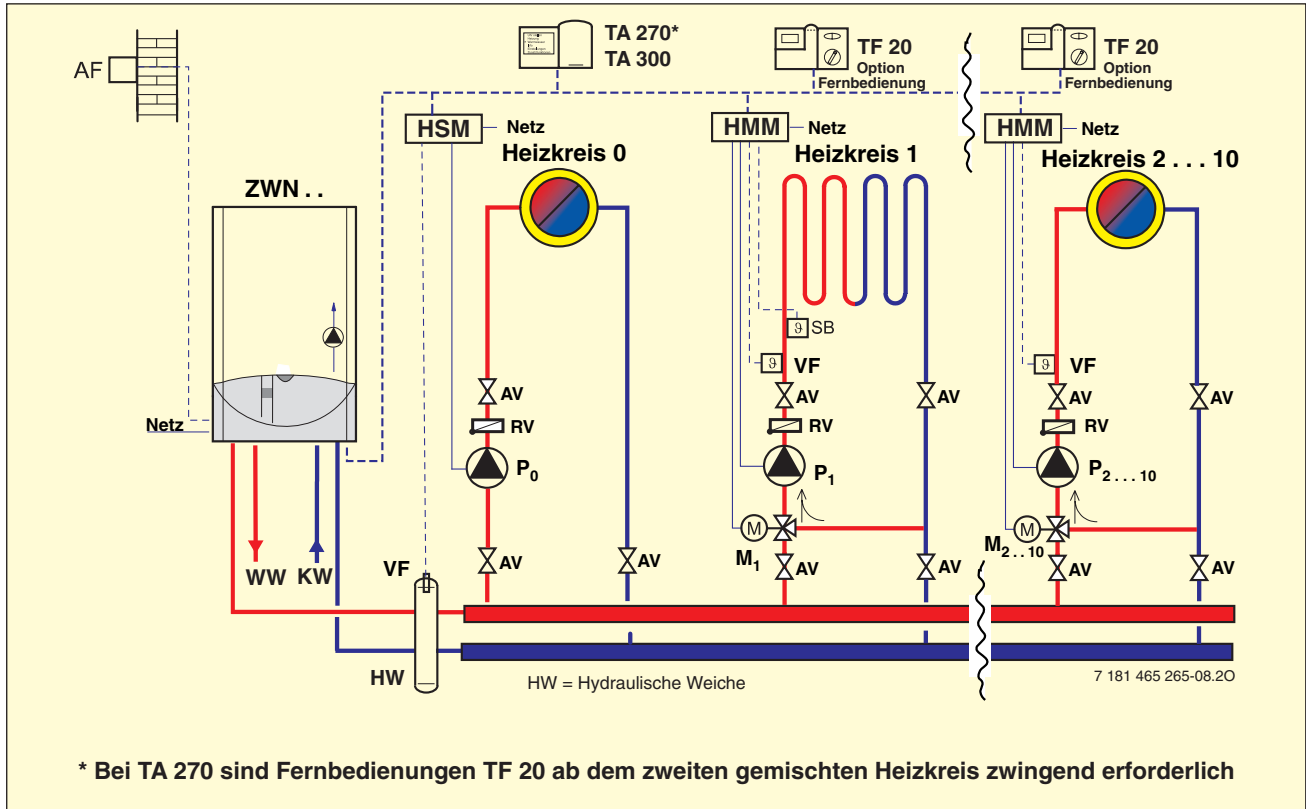 TA 270*
TA 300
TF 20
Option
Fernbedienung
TF 20
Option
Fernbedienung
AF
HSM
Netz
HMM
Netz
HMM
Netz
Heizkreis 0
Heizkreis 1
Heizkreis 2 . . . 10
ZWN . .
ϑ SB
ϑ VF
ϑ VF
AV
AV
AV
AV
AV
RV
RV
RV
Netz
P0
P1
P2 . . . 10
M
M
M1
M2 . . 10
AV
AV
AV
AV
AV
AV
WW
KW
VF
HW
HW = Hydraulische Weiche
7 181 465 265-08.2O
* Bei TA 270 sind Fernbedienungen TF 20 ab dem zweiten gemischten Heizkreis zwingend erforderlich